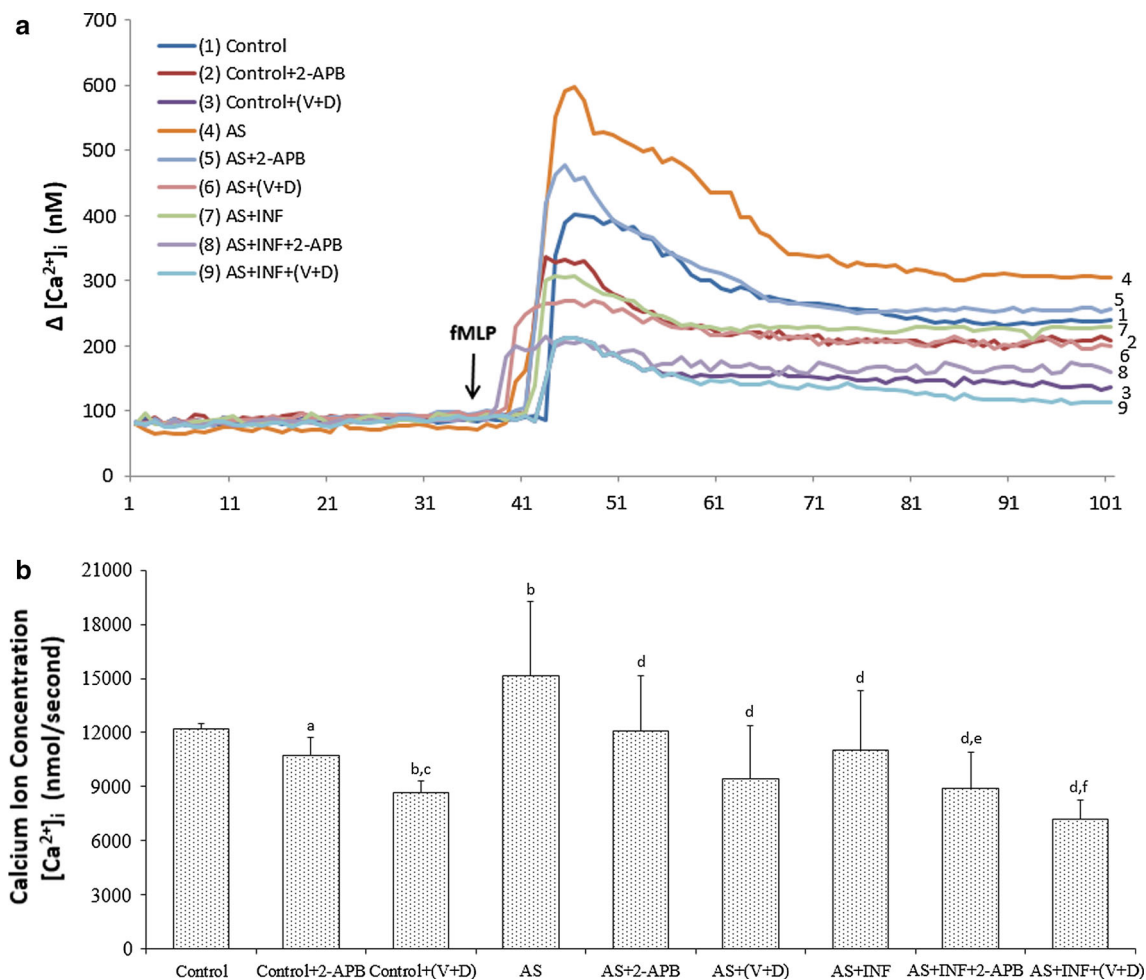 a
700
600
500
400
300
200
100
0
Δ [Ca²⁺]ᵢ (nM)
(1) Control
(2) Control+2-APB
(3) Control+(V+D)
(4) AS
(5) AS+2-APB
(6) AS+(V+D)
(7) AS+INF
(8) AS+INF+2-APB
(9) AS+INF+(V+D)
fMLP
4
5
1
7
2
6
8
3
9
1 11 21 31 41 51 61 71 81 91 101
b
21000
18000
15000
12000
9000
6000
3000
0
Calcium Ion Concentration
[Ca²⁺]ᵢ (nmol/second)
a
b,c
b
d
d
d
d,e
d,f
Control Control+2-APB Control+(V+D) AS AS+2-APB AS+(V+D) AS+INF AS+INF+2-APB AS+INF+(V+D)